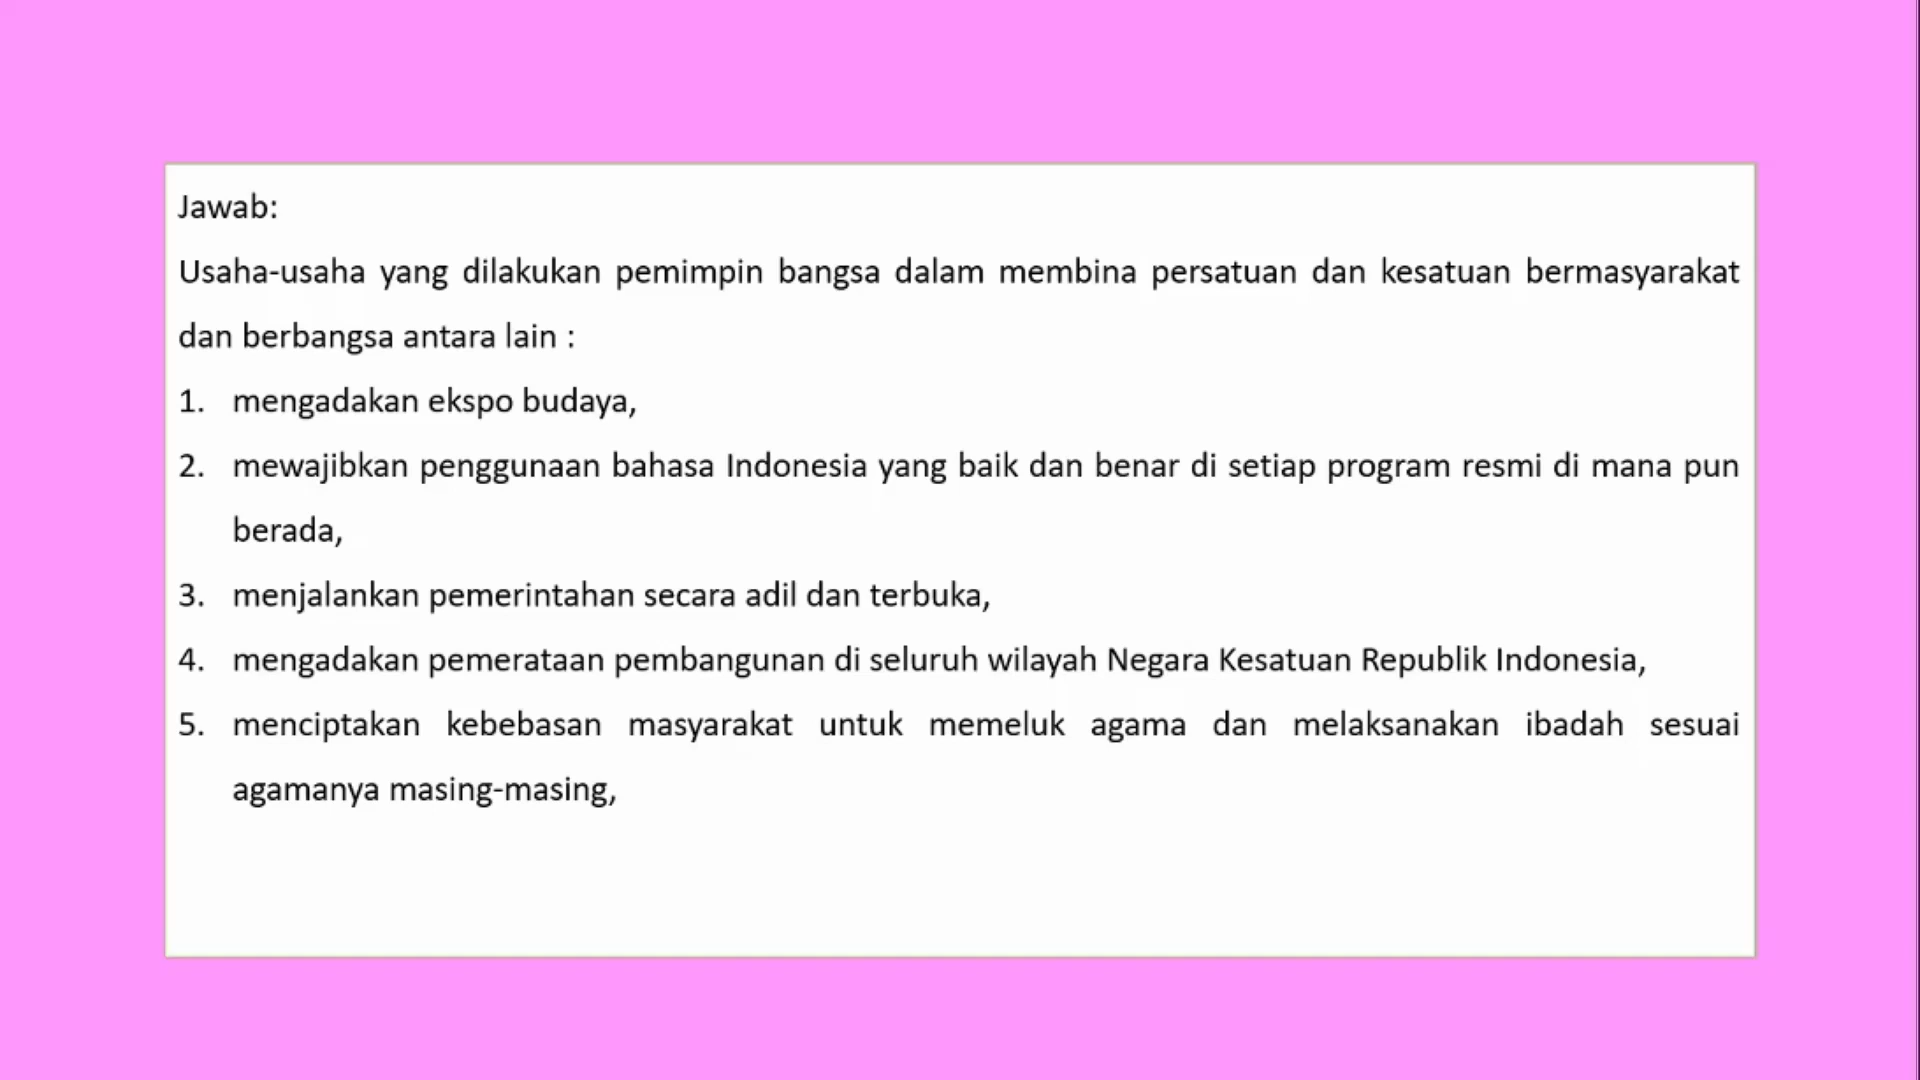 Jawab:
Usaha-usaha yang dilakukan pemimpin bangsa dalam membina persatuan dan kesatuan bermasyarakat
dan berbangsa antara lain :
1. mengadakan ekspo budaya,
2. mewajibkan penggunaan bahasa Indonesia yang baik dan benar di setiap program resmi di mana pun
berada,
3. menjalankan pemerintahan secara adil dan terbuka,
4. mengadakan pemerataan pembangunan di seluruh wilayah Negara Kesatuan Republik Indonesia,
5. menciptakan kebebasan masyarakat untuk memeluk agama dan melaksanakan ibadah sesuai
agamanya masing-masing,